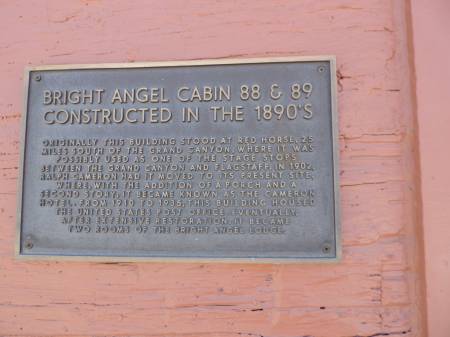 BRIGHT ANGEL CABIN 88 & 89
CONSTRUCTED IN THE 1890'S
ORIGINALLY THIS BUILDING STOOD AT RED HORSE, 25
MILES SOUTH OF THE GRAND CANYON, WHERE IT WAS
POSSIBLY USED AS ONE OF THE STAGE STOPS
BETWEEN THE GRAND CANYON AND FLAGSTAFF. IN 1902,
RALPH CAMERON HAD IT MOVED TO ITS PRESENT SITE,
WHERE, WITH THE ADDITION OF A PORCH AND A
SECOND STORY, IT BECAME KNOWN AS THE CAMERON
HOTEL. FROM 1910 TO 1935, THIS BUILDING HOUSED
THE UNITED STATES POST OFFICE. EVENTUALLY,
AFTER EXTENSIVE RESTORATION, IT BECAME
TWO ROOMS OF THE BRIGHT ANGEL LODGE.